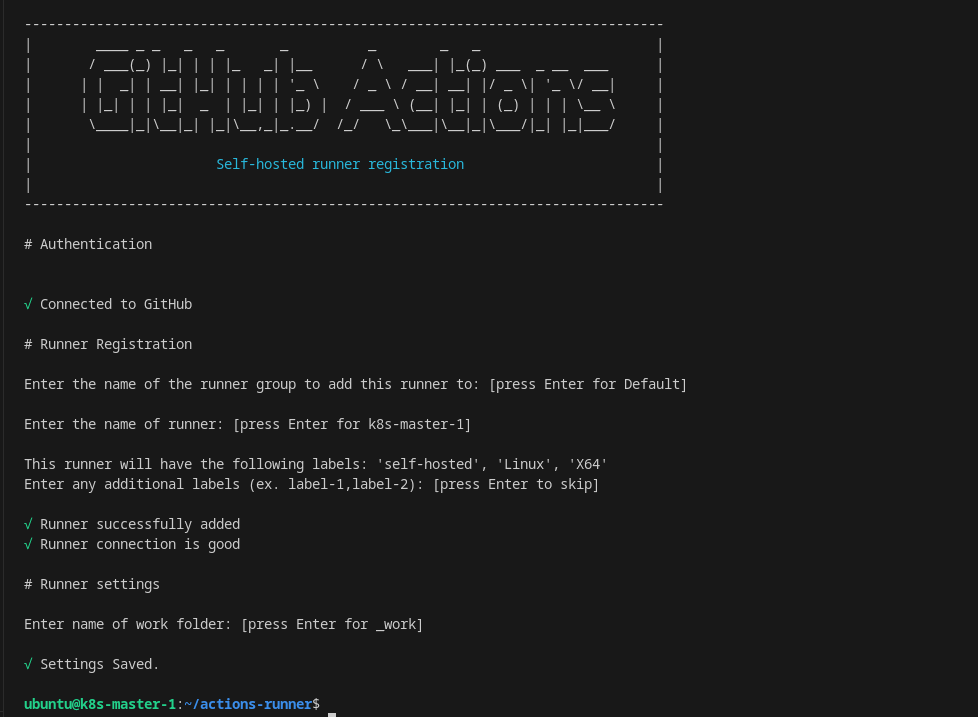 --------------------------------------------------------------------------------
|        ____ _ _   _   _       _          _        _   _                      |
|       / ___(_) |_| | | |_   _| |__      / \   ___| |_(_) ___  _ __  ___      |
|      | |  _| | __| |_| | | | | '_ \    / _ \ / __| __| |/ _ \| '_ \/ __|     |
|      | |_| | | |_|  _  | |_| | |_) |  / ___ \ (__| |_| | (_) | | | \__ \     |
|       \____|_|\__|_| |_|\__,_|_.__/  /_/   \_\___|\__|_|\___/|_| |_|___/     |
|                                                                              |
|                       Self-hosted runner registration                        |
|                                                                              |
--------------------------------------------------------------------------------
# Authentication
√ Connected to GitHub
# Runner Registration
Enter the name of the runner group to add this runner to: [press Enter for Default]
Enter the name of runner: [press Enter for k8s-master-1]
This runner will have the following labels: 'self-hosted', 'Linux', 'X64'
Enter any additional labels (ex. label-1,label-2): [press Enter to skip]
√ Runner successfully added
√ Runner connection is good
# Runner settings
Enter name of work folder: [press Enter for _work]
√ Settings Saved.
ubuntu@k8s-master-1:~/actions-runner$